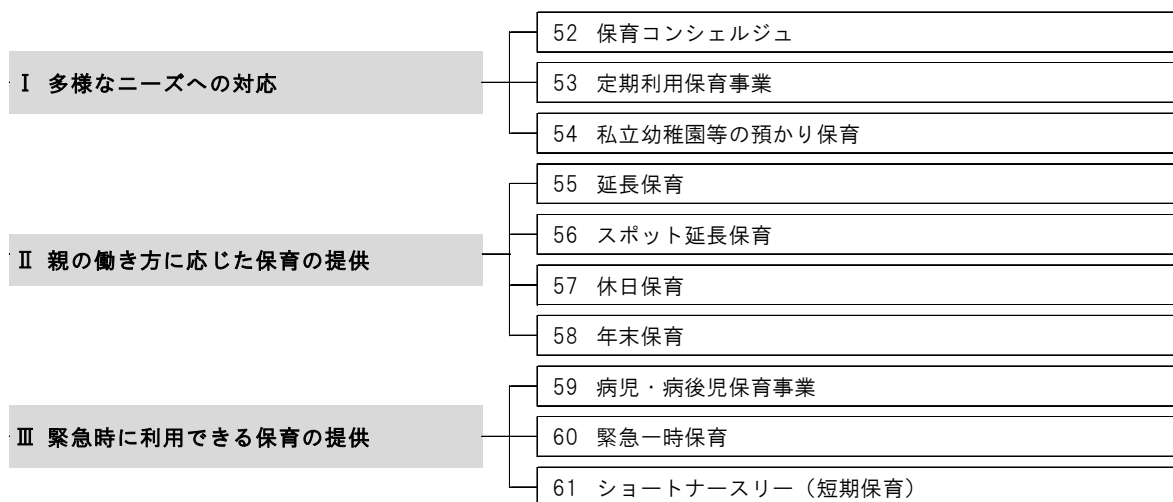 Ⅰ 多様なニーズへの対応
52 保育コンシェルジュ
53 定期利用保育事業
54 私立幼稚園等の預かり保育
Ⅱ 親の働き方に応じた保育の提供
55 延長保育
56 スポット延長保育
57 休日保育
58 年末保育
Ⅲ 緊急時に利用できる保育の提供
59 病児・病後児保育事業
60 緊急一時保育
61 ショートナースリー（短期保育）